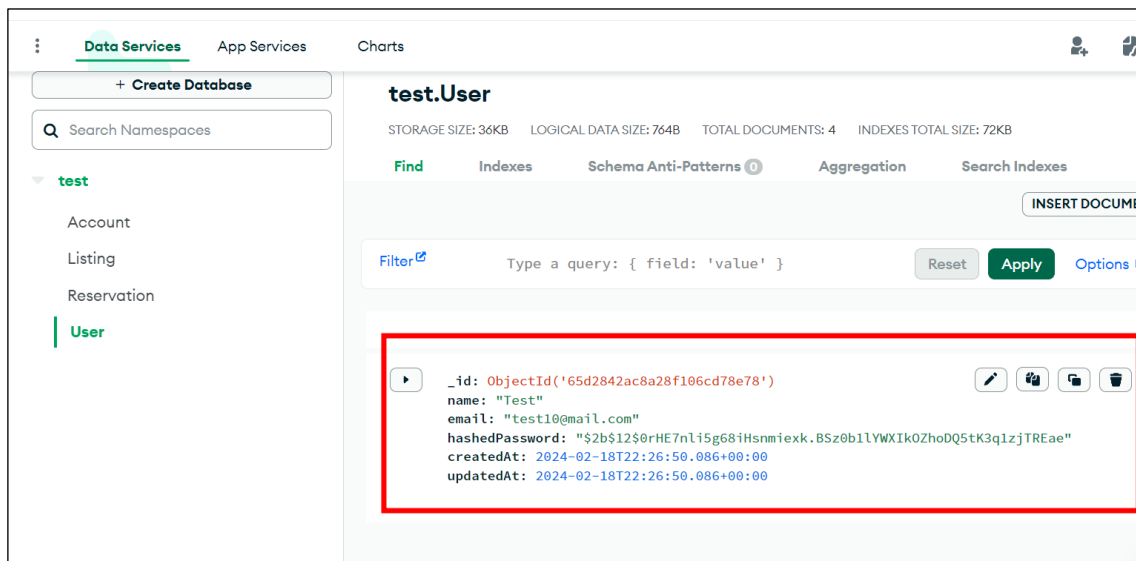 Data Services App Services Charts
+ Create Database
Search Namespaces
test
Account
Listing
Reservation
User
test.User
STORAGE SIZE: 36KB LOGICAL DATA SIZE: 764B TOTAL DOCUMENTS: 4 INDEXES TOTAL SIZE: 72KB
Find Indexes Schema Anti-Patterns 0 Aggregation Search Indexes
INSERT DOCUME
Filter Type a query: { field: 'value' } Reset Apply Options
_id: ObjectId('65d2842ac8a28f106cd78e78')
name: "Test"
email: "test10@mail.com"
hashedPassword: "$2b$12$0rHE7nli5g68iHsnmiexk.BSz0b1lYWXIkOZhoDQ5tK3q1zjTREae"
createdAt: 2024-02-18T22:26:50.086+00:00
updatedAt: 2024-02-18T22:26:50.086+00:00